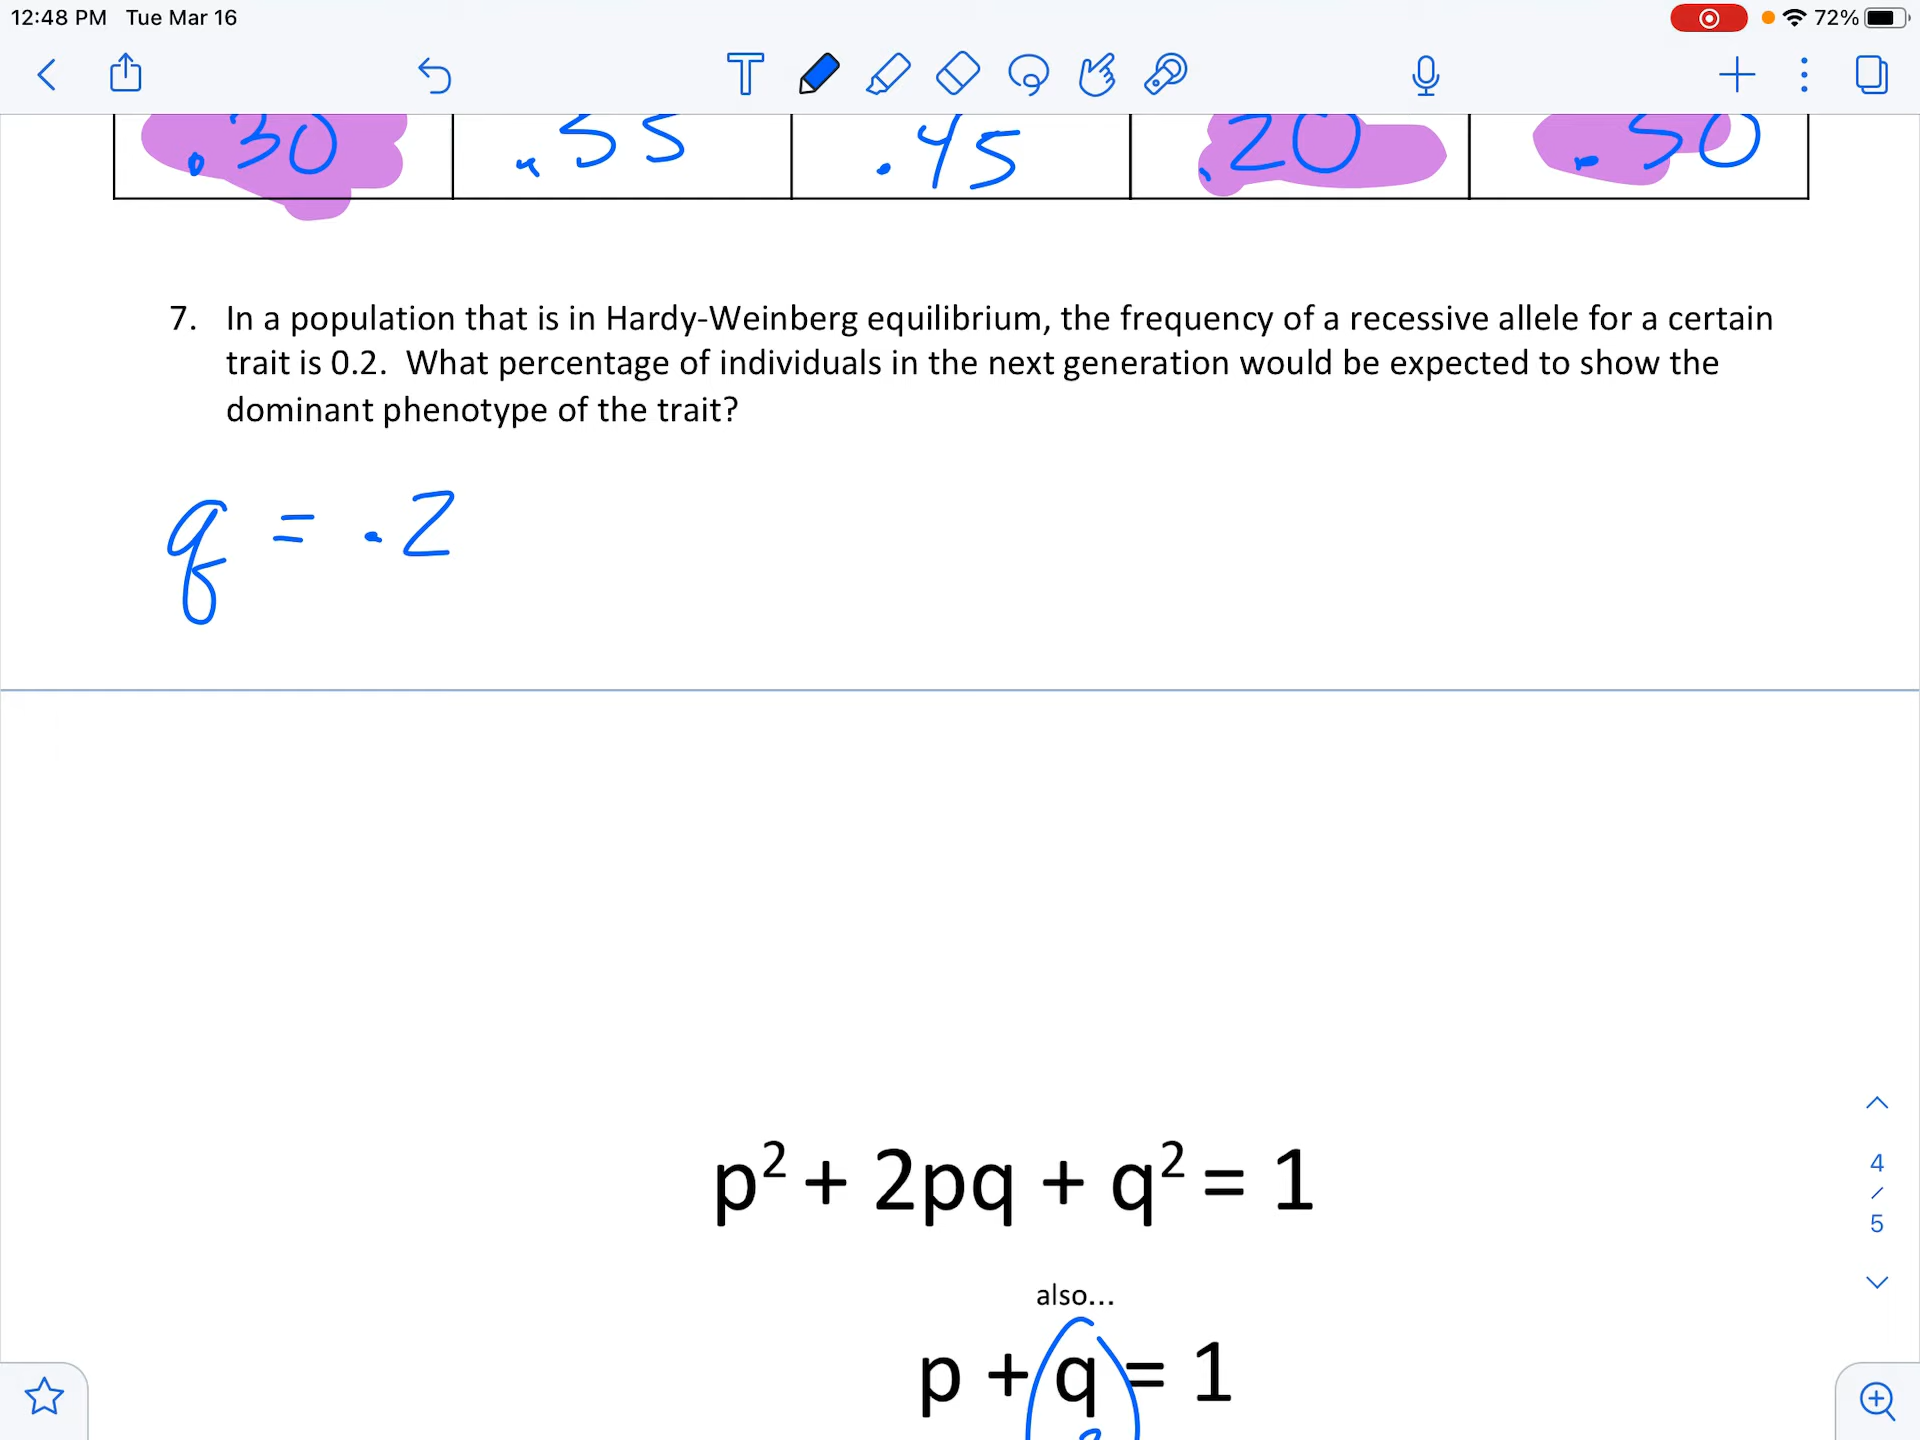 12:48 PM Tue Mar 16
72%
T
.30 .55 .45 .20 .50
7. In a population that is in Hardy-Weinberg equilibrium, the frequency of a recessive allele for a certain
trait is 0.2. What percentage of individuals in the next generation would be expected to show the
dominant phenotype of the trait?
q = .2
p² + 2pq + q² = 1
also...
p + q = 1
4
/
5